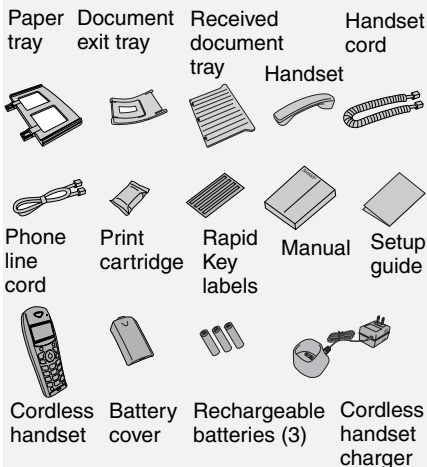 Paper
tray
Document
exit tray
Received
document
tray
Handset
Handset
cord
Phone
line
cord
Print
cartridge
Rapid
Key
labels
Manual
Setup
guide
Cordless
handset
Battery
cover
Rechargeable
batteries (3)
Cordless
handset
charger